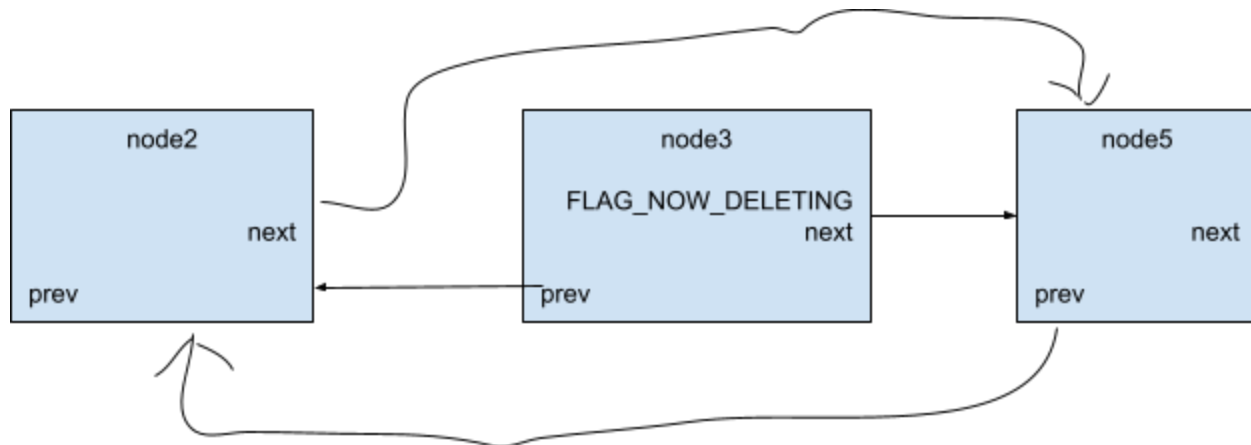 node2
next
prev
node3
FLAG_NOW_DELETING
next
prev
node5
next
prev